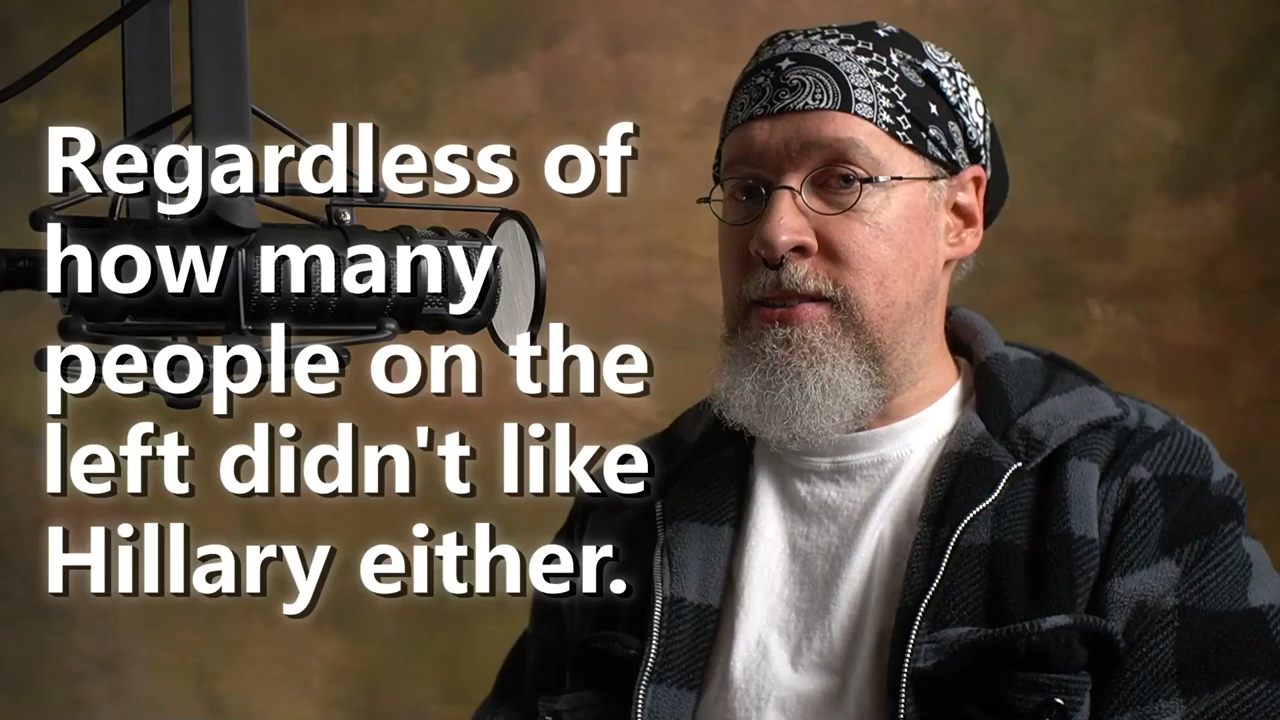 Regardless of
how many
people on the
left didn't like
Hillary either.